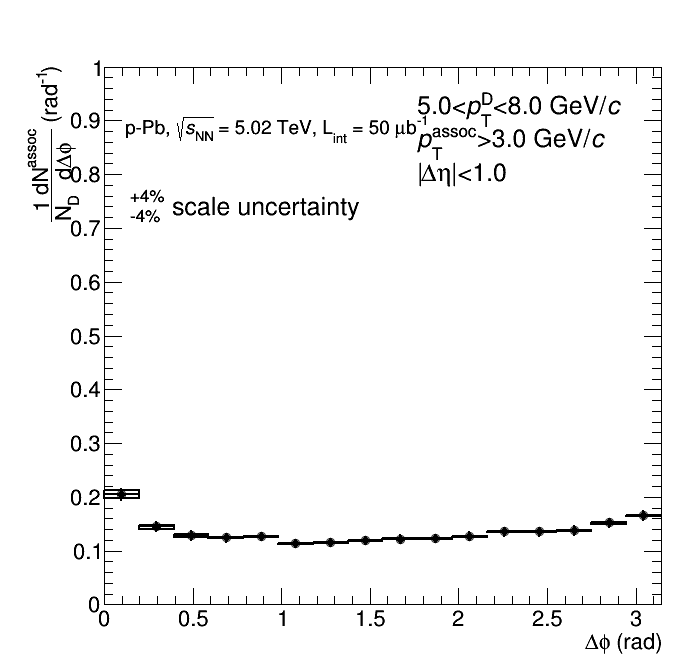 1
0.9
0.8
0.7
0.6
0.5
0.4
0.3
0.2
0.1
0
1 dN^assoc
N_D d∆φ (rad^-1)
p-Pb, √s_NN = 5.02 TeV, L_int = 50 μb^-1
5.0<p_T^D<8.0 GeV/c
p_T^assoc>3.0 GeV/c
|∆η|<1.0
+4%
-4% scale uncertainty
0 0.5 1 1.5 2 2.5 3
∆φ (rad)